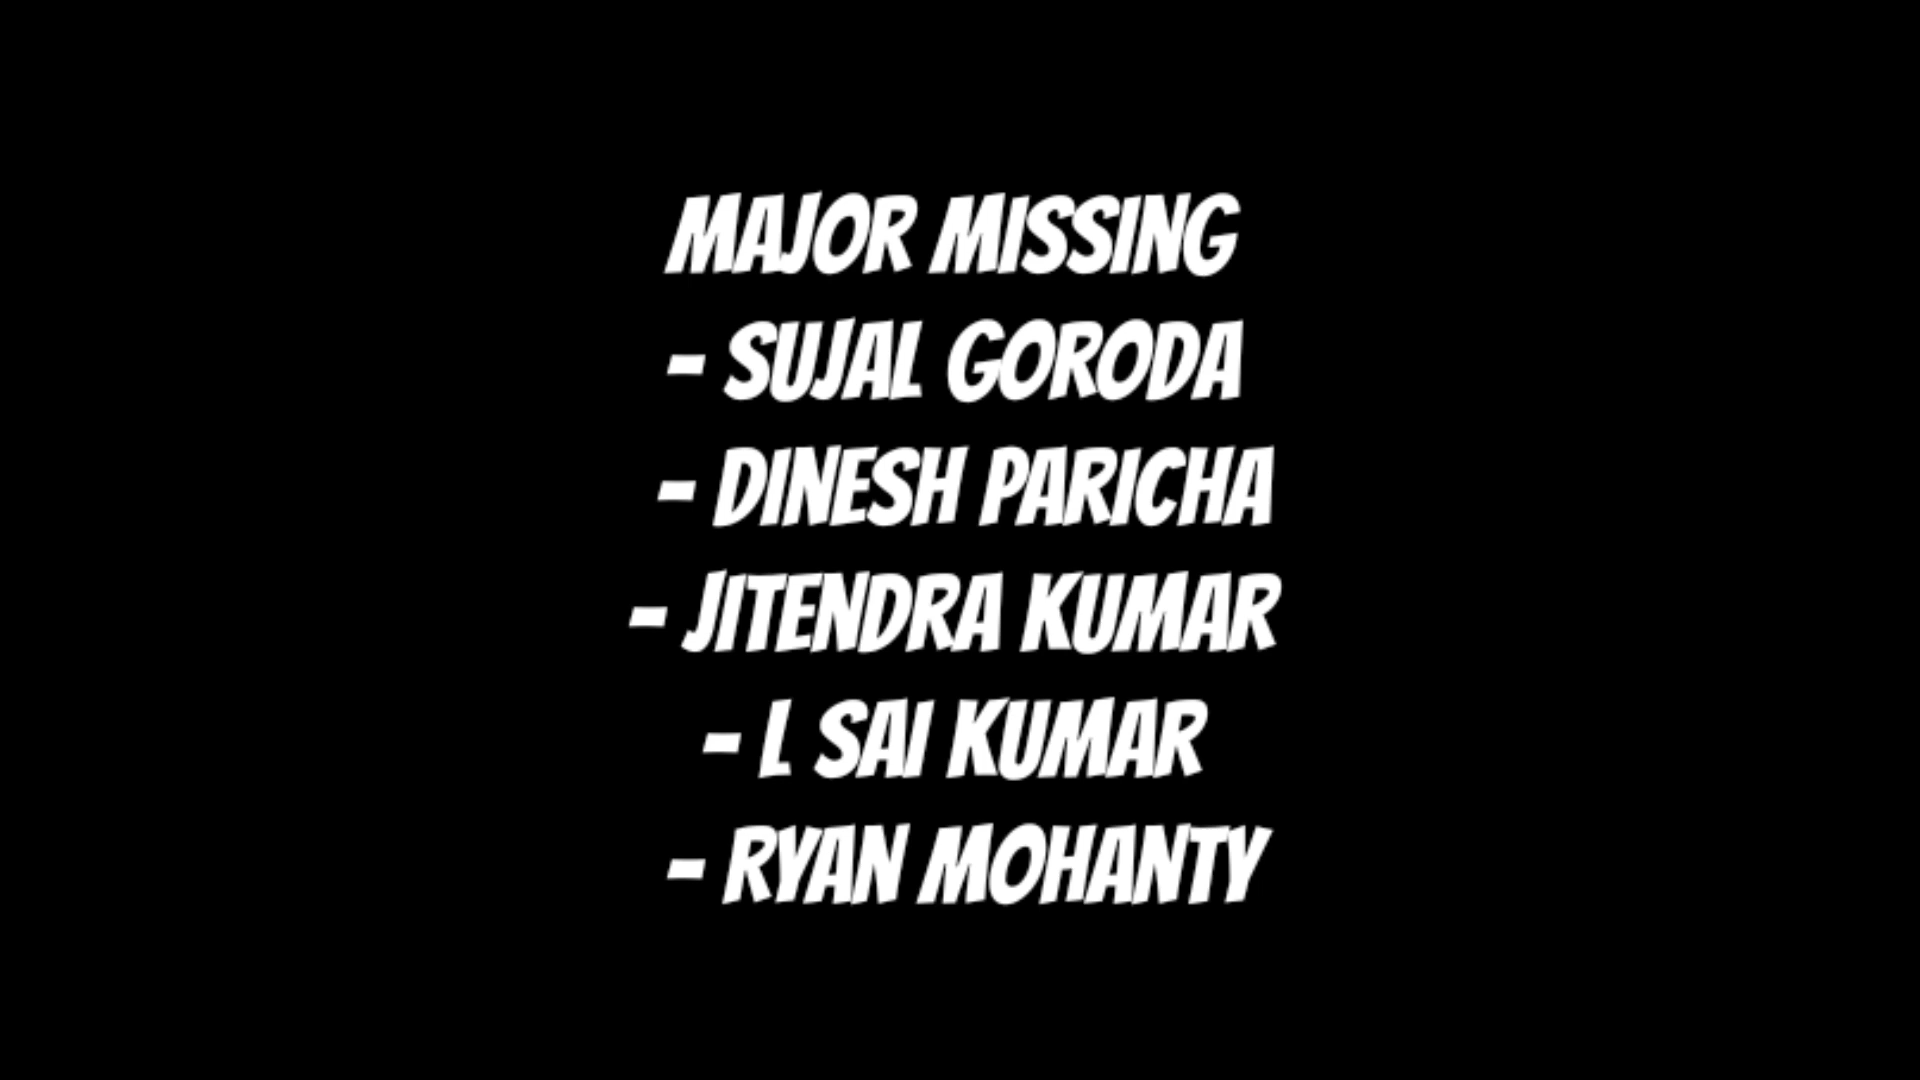 MAJOR MISSING
- SUJAL GORODA
- DINESH PARICHA
- JITENDRA KUMAR
- L SAI KUMAR
- RYAN MOHANTY